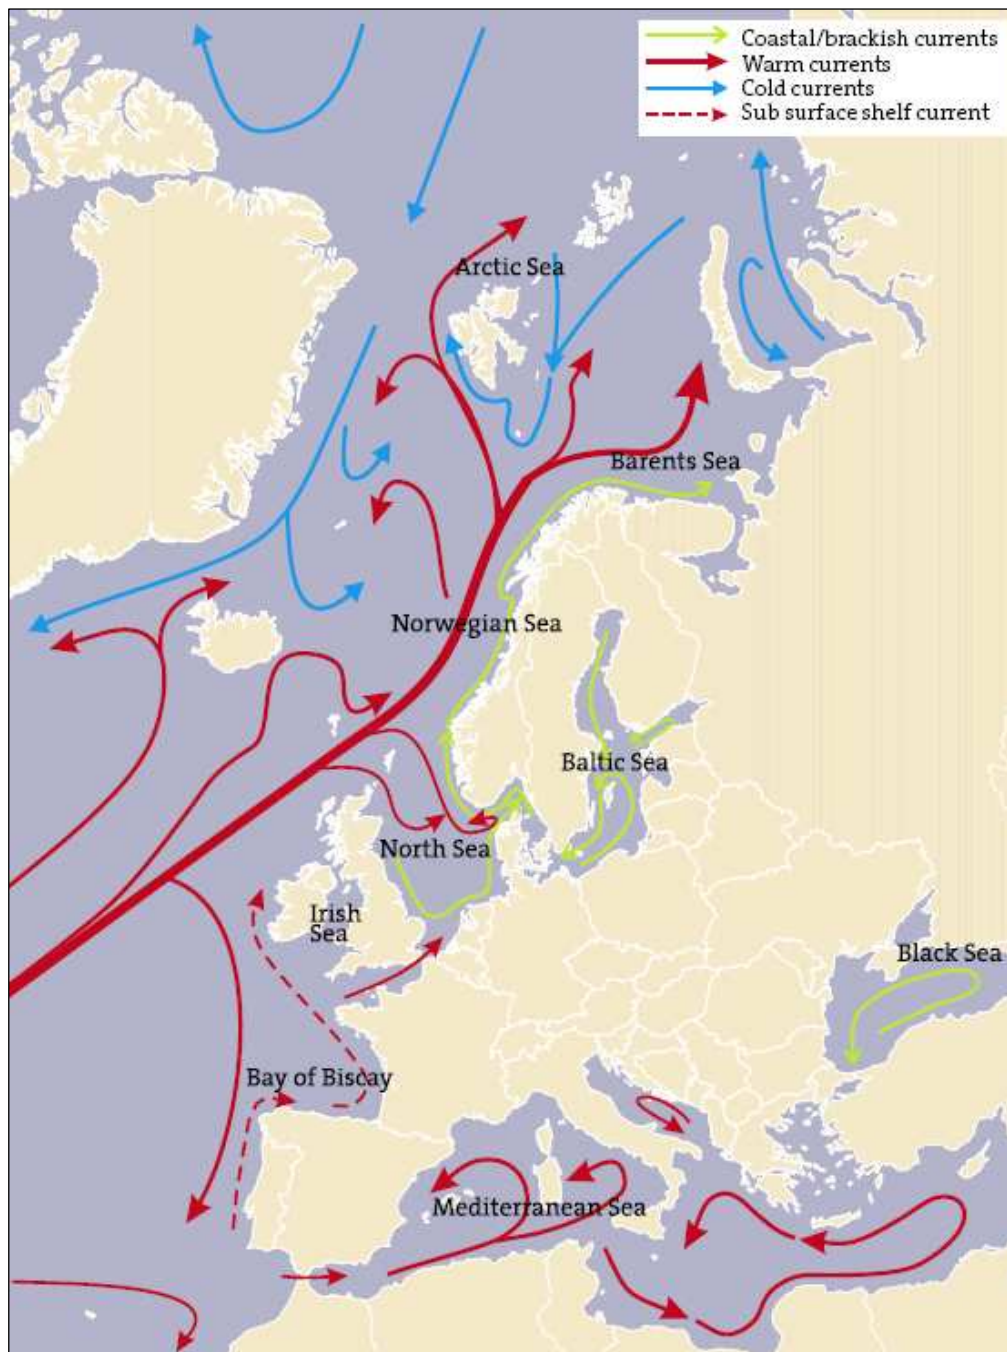 Coastal/brackish currents
Warm currents
Cold currents
Sub surface shelf current
Arctic Sea
Barents Sea
Norwegian Sea
Baltic Sea
North Sea
Irish
Sea
Black Sea
Bay of Biscay
Mediterranean Sea